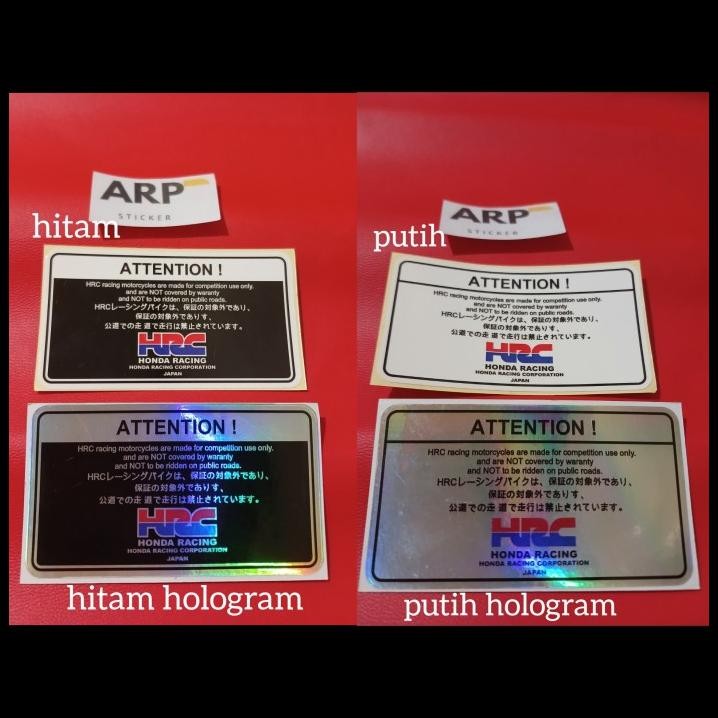 ARP
STICKER
hitam
ATTENTION !
HRC racing motorcycles are made for competition use only.
and are NOT covered by waranty
and NOT to be ridden on public roads.
HRCレーシングバイクは、保証の対象外であり、
保証の対象外でありす、
公道での走 道で走行は禁止されています。
HRC
HONDA RACING
HONDA RACING CORPORATION
JAPAN
ATTENTION !
HRC racing motorcycles are made for competition use only.
and are NOT covered by waranty
and NOT to be ridden on public roads.
HRCレーシングバイクは、保証の対象外であり、
保証の対象外でありす、
公道での走 道で走行は禁止されています。
HRC
HONDA RACING
HONDA RACING CORPORATION
JAPAN
hitam hologram
ARP
STICKER
putih
ATTENTION !
HRC racing motorcycles are made for competition use only.
and are NOT covered by waranty
and NOT to be ridden on public roads.
HRCレーシングバイクは、保証の対象外であり、
保証の対象外でありす、
公道での走 道で走行は禁止されています。
HRC
HONDA RACING
HONDA RACING CORPORATION
JAPAN
ATTENTION !
HRC racing motorcycles are made for competition use only.
and are NOT covered by waranty
and NOT to be ridden on public roads.
HRCレーシングバイクは、保証の対象外であり、
保証の対象外でありす、
公道での走 道で走行は禁止されています。
HRC
HONDA RACING
HONDA RACING CORPORATION
JAPAN
putih hologram